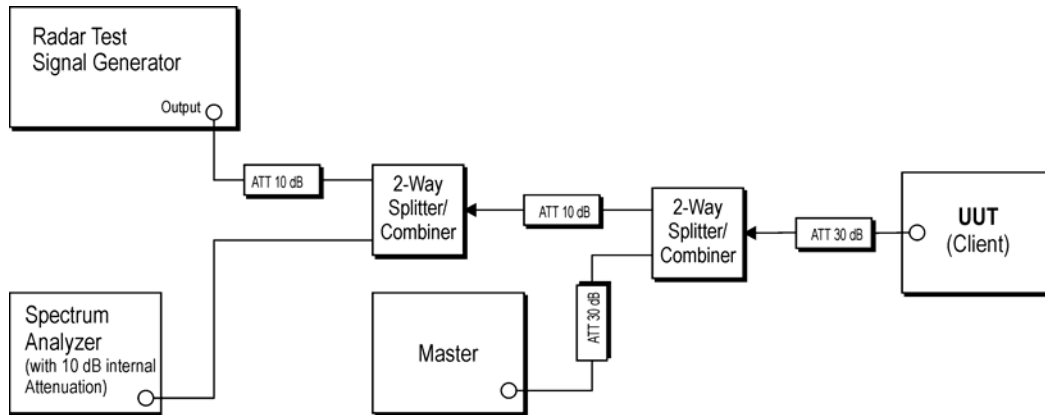 Radar Test
Signal Generator
Output
ATT 10 dB
2-Way
Splitter/
Combiner
ATT 10 dB
2-Way
Splitter/
Combiner
ATT 30 dB
UUT
(Client)
Spectrum
Analyzer
(with 10 dB internal
Attenuation)
Master
ATT 30 dB